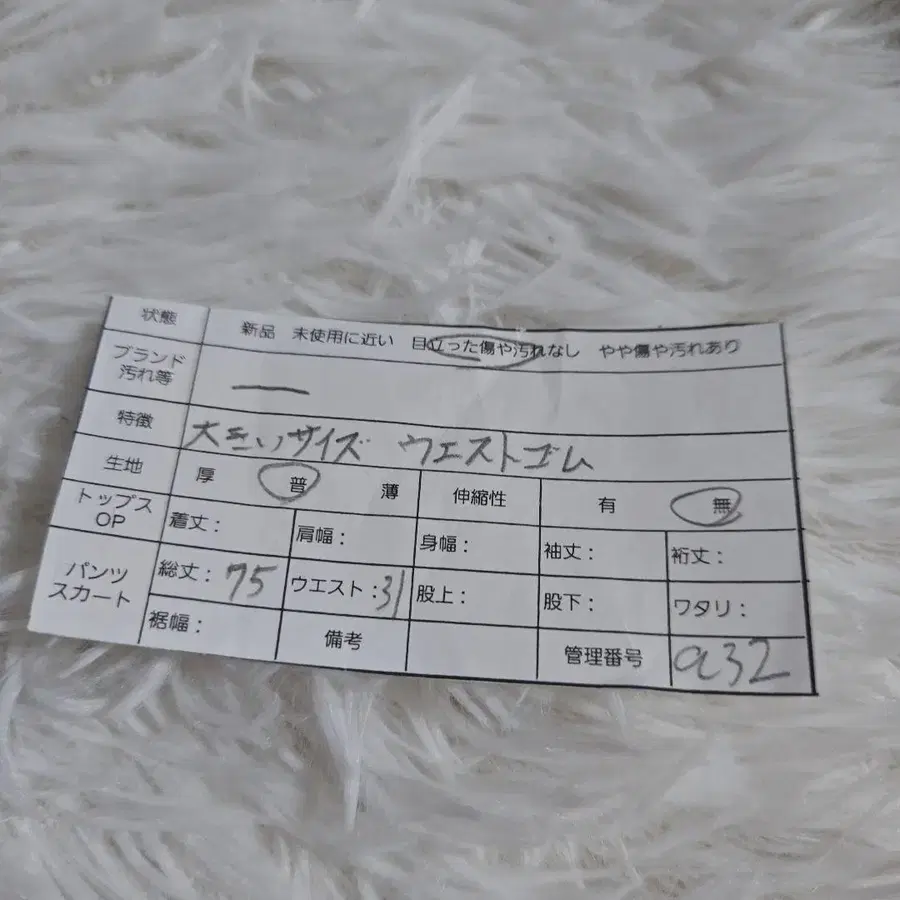 状態 新品 未使用に近い 目立った傷や汚れなし やや傷や汚れあり
ブランド
汚れ等 —
特徴 大きいサイズ ウエストゴム
生地 厚 普 薄 伸縮性 有 無
トップス
OP 着丈： 肩幅： 身幅： 袖丈： 裄丈：
パンツ
スカート 総丈：75 ウエスト：31 股上： 股下： ワタリ：
裾幅： 備考 管理番号 a32